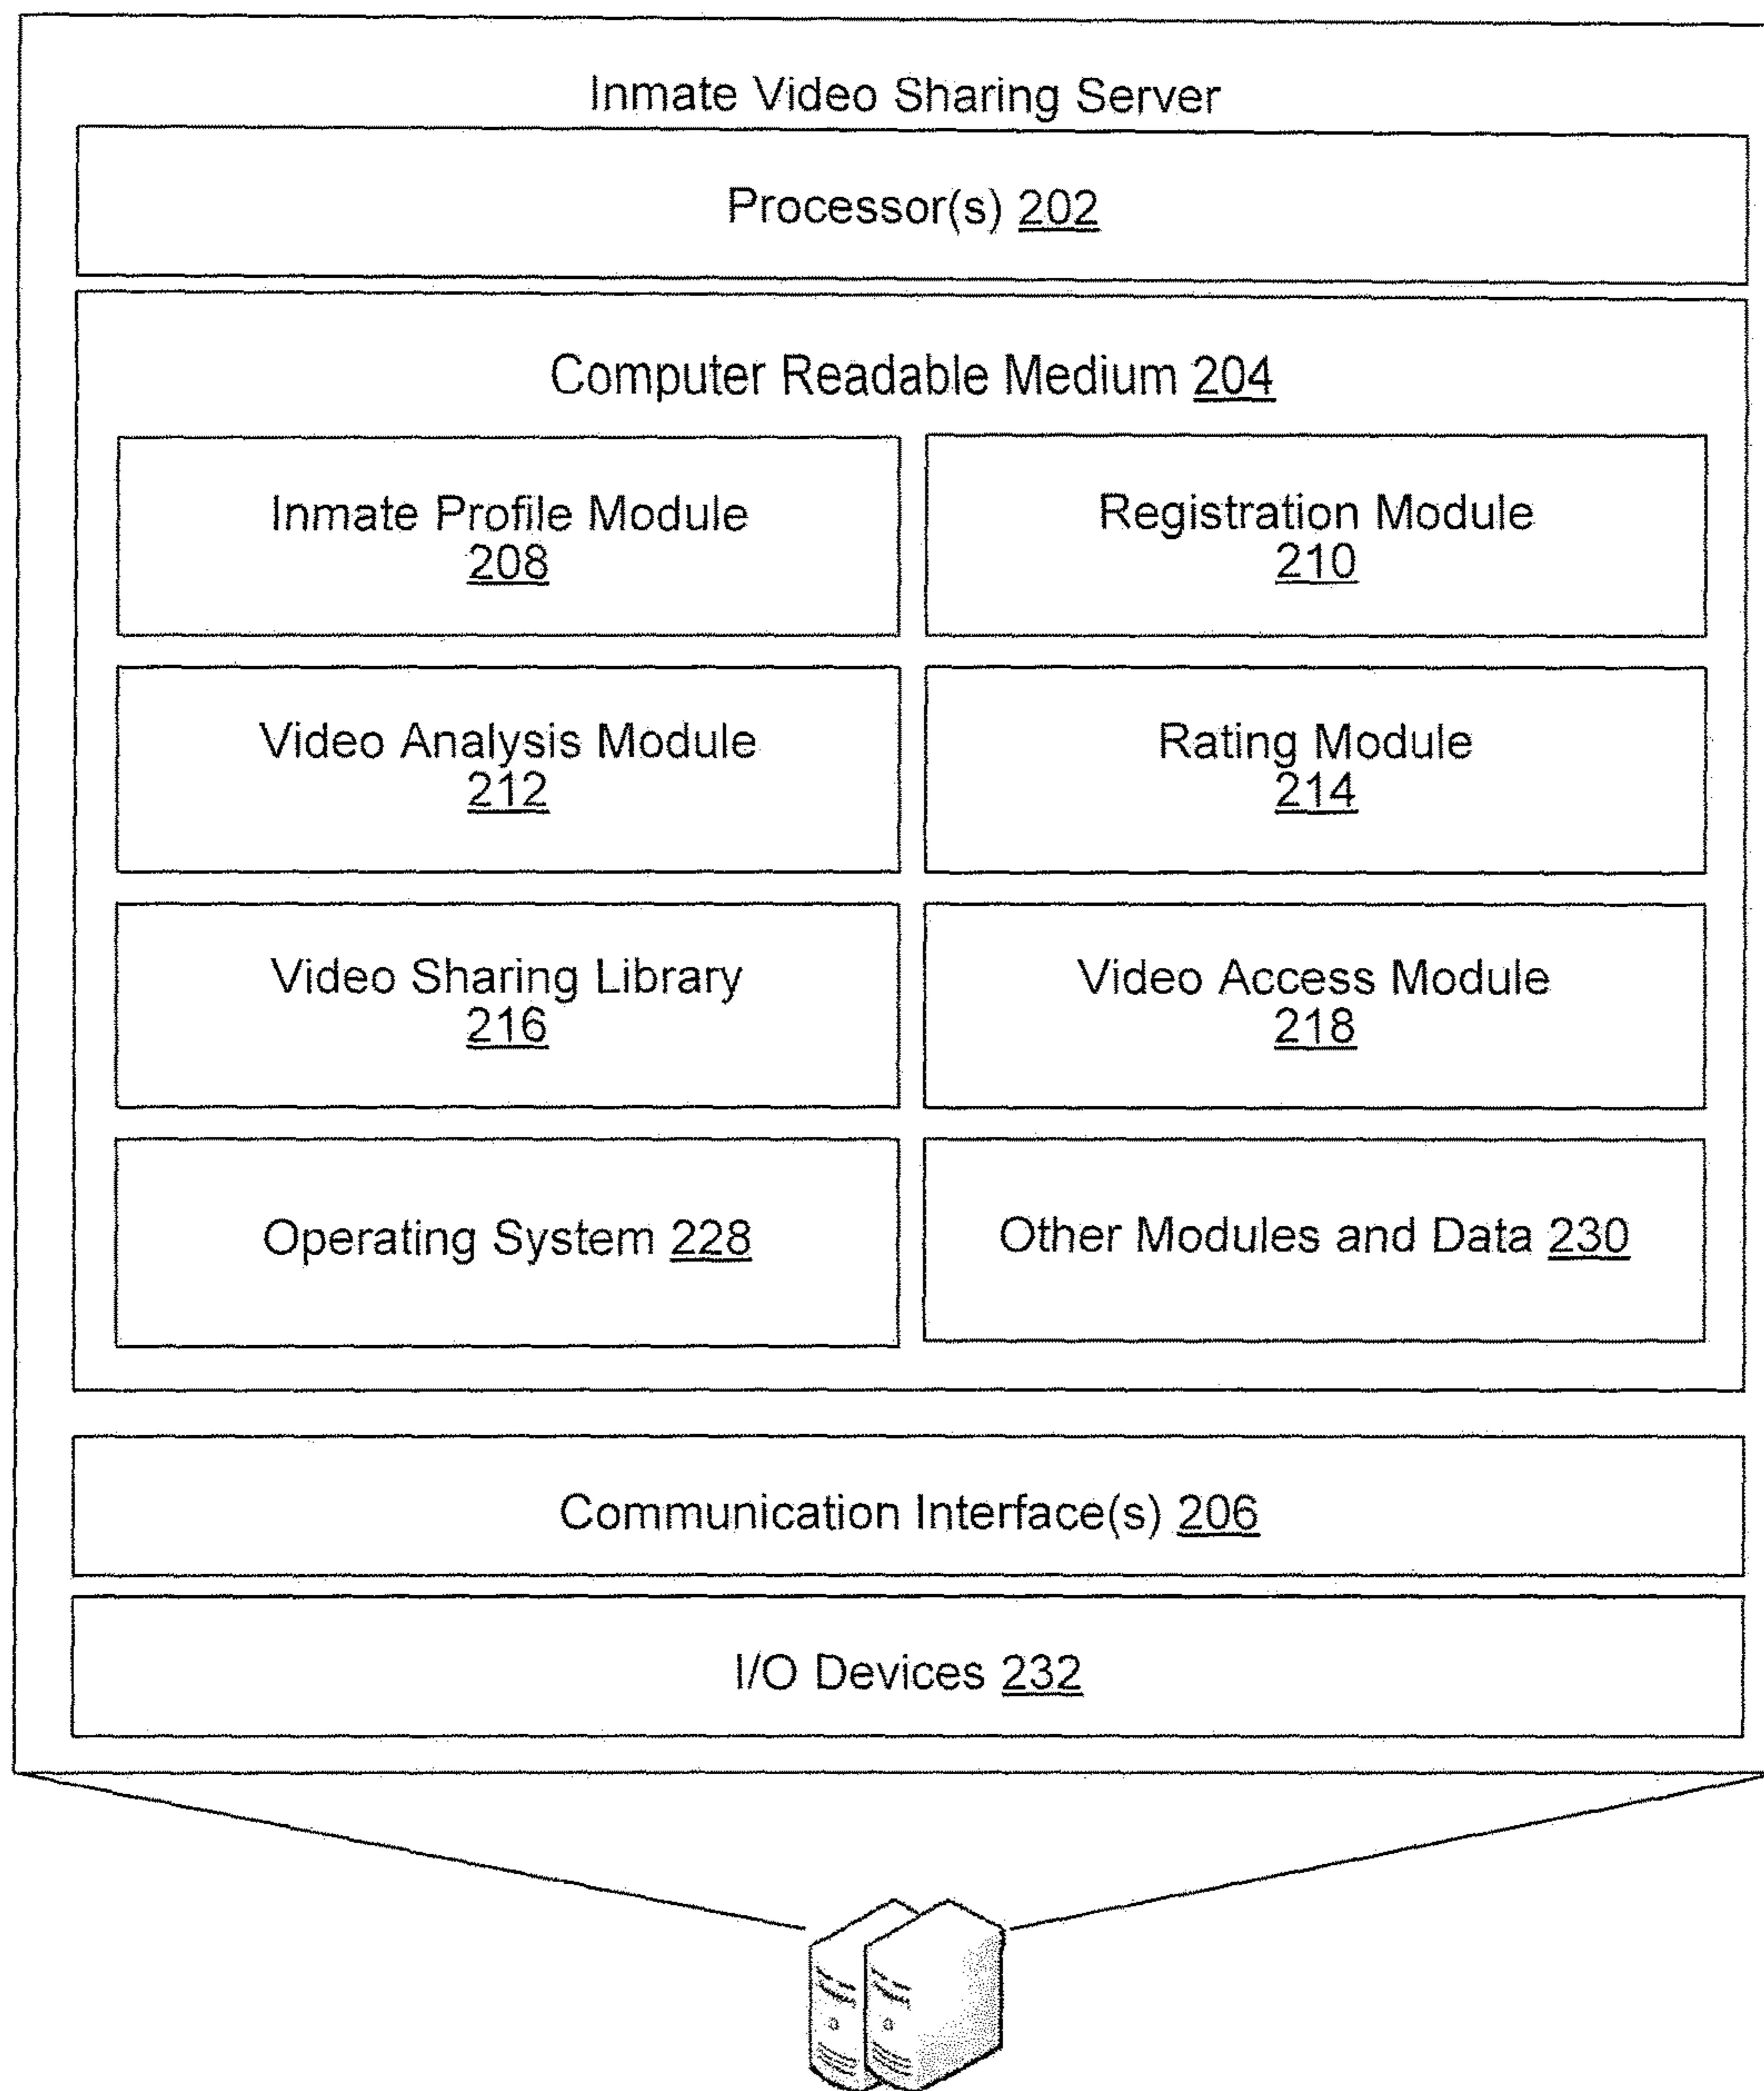 Inmate Video Sharing Server
Processor(s) 202
Computer Readable Medium 204
Inmate Profile Module
208
Registration Module
210
Video Analysis Module
212
Rating Module
214
Video Sharing Library
216
Video Access Module
218
Operating System 228
Other Modules and Data 230
Communication Interface(s) 206
I/O Devices 232